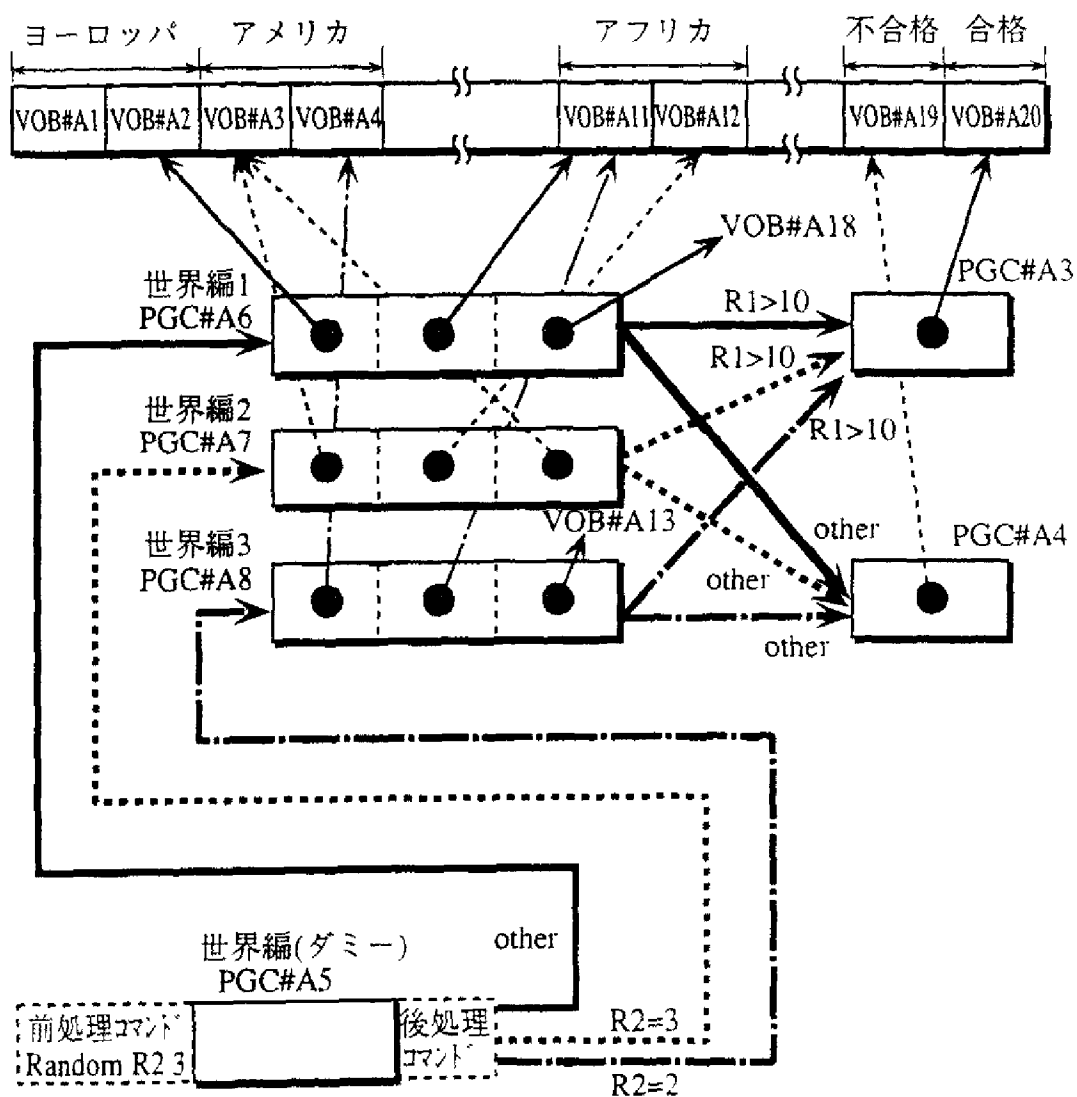 ヨーロッパ
アメリカ
アフリカ
不合格
合格
VOB#A1
VOB#A2
VOB#A3
VOB#A4
VOB#A11
VOB#A12
VOB#A19
VOB#A20
VOB#A18
世界編1
PGC#A6
R1>10
PGC#A3
R1>10
世界編2
PGC#A7
R1>10
VOB#A13
世界編3
PGC#A8
other
PGC#A4
other
other
世界編(ダミー)
PGC#A5
other
前処理コマンド
Random R2 3
後処理
コマンド
R2=3
R2=2